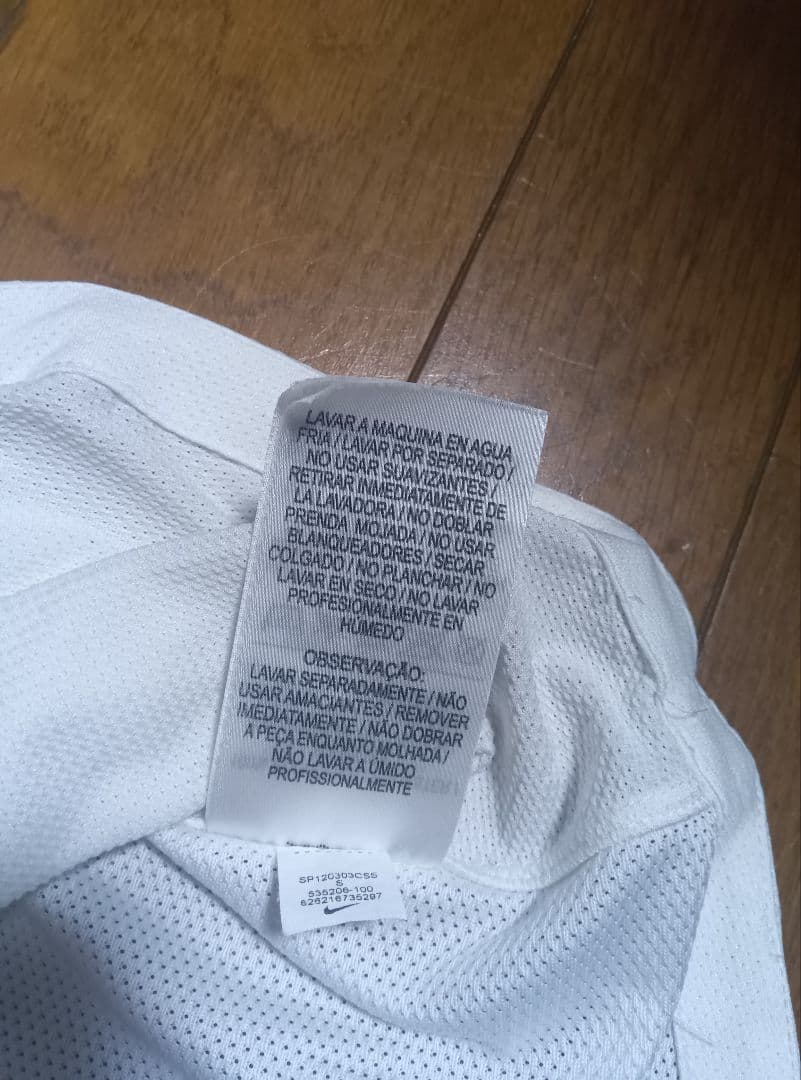 LAVAR A MAQUINA EN AGUA
FRIA / LAVAR POR SEPARADO /
NO USAR SUAVIZANTES /
RETIRAR INMEDIATAMENTE DE
LA LAVADORA / NO DOBLAR
PRENDA MOJADA / NO USAR
BLANQUEADORES / SECAR
COLGADO / NO PLANCHAR / NO
LAVAR EN SECO / NO LAVAR
PROFESIONALMENTE EN
HÚMEDO
OBSERVAÇÃO:
LAVAR SEPARADAMENTE / NÃO
USAR AMACIANTES / REMOVER
IMEDIATAMENTE / NÃO DOBRAR
A PEÇA ENQUANTO MOLHADA /
NÃO LAVAR A ÚMIDO
PROFISSIONALMENTE
SP120303CSS
S
535206-100
626216735297